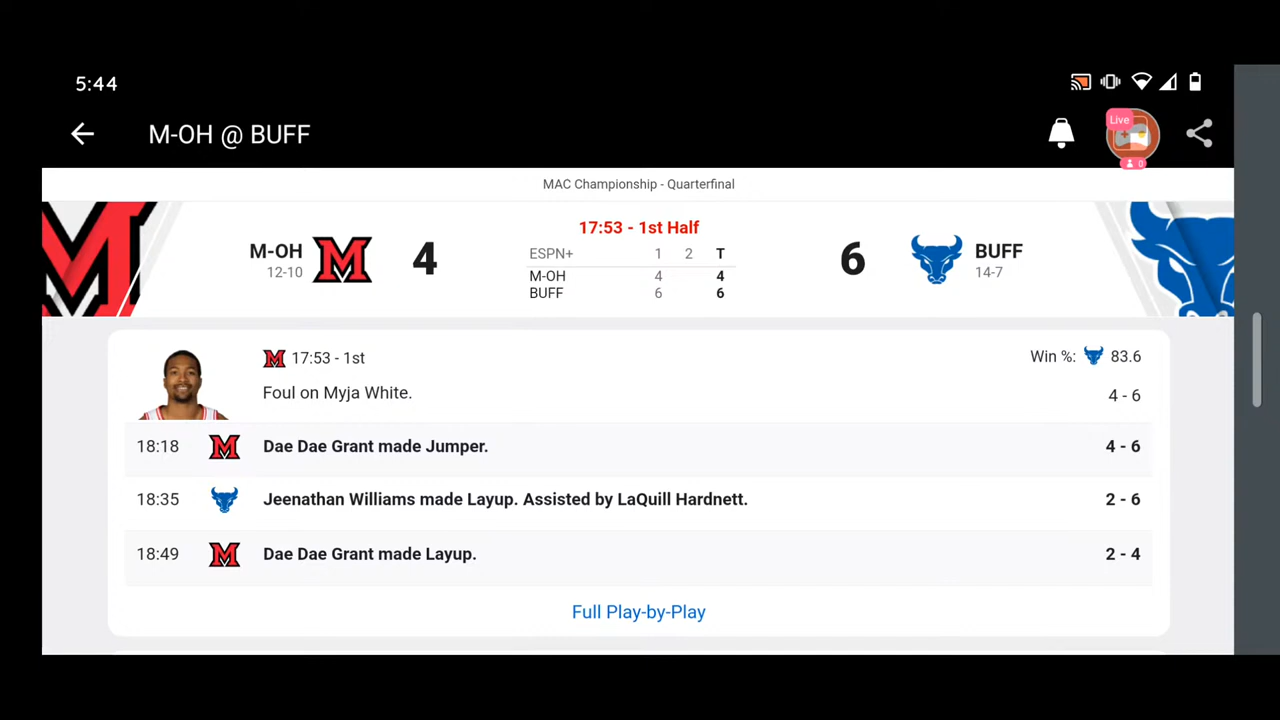 5:44
M-OH @ BUFF
Live
0
MAC Championship - Quarterfinal
M-OH
12-10
4
17:53 - 1st Half
ESPN+ 1 2 T
M-OH 4 4
BUFF 6 6
6
BUFF
14-7
17:53 - 1st
Win %: 83.6
Foul on Myja White.
4 - 6
18:18 Dae Dae Grant made Jumper. 4 - 6
18:35 Jeenathan Williams made Layup. Assisted by LaQuill Hardnett. 2 - 6
18:49 Dae Dae Grant made Layup. 2 - 4
Full Play-by-Play